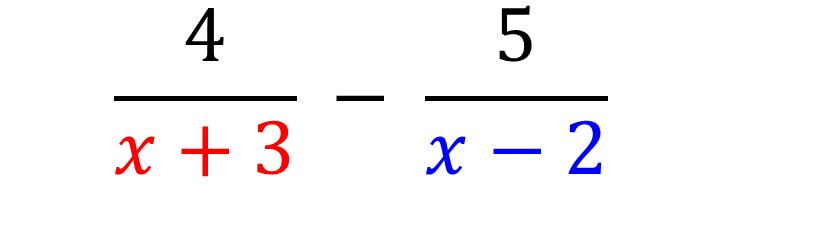 4/(x + 3) − 5/(x − 2)